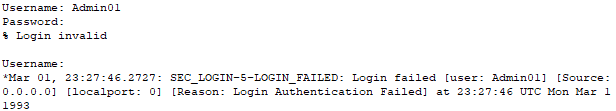 Username: Admin01
Password:
% Login invalid
Username:
*Mar 01, 23:27:46.2727: SEC_LOGIN-5-LOGIN_FAILED: Login failed [user: Admin01] [Source:
0.0.0.0] [localport: 0] [Reason: Login Authentication Failed] at 23:27:46 UTC Mon Mar 1
1993